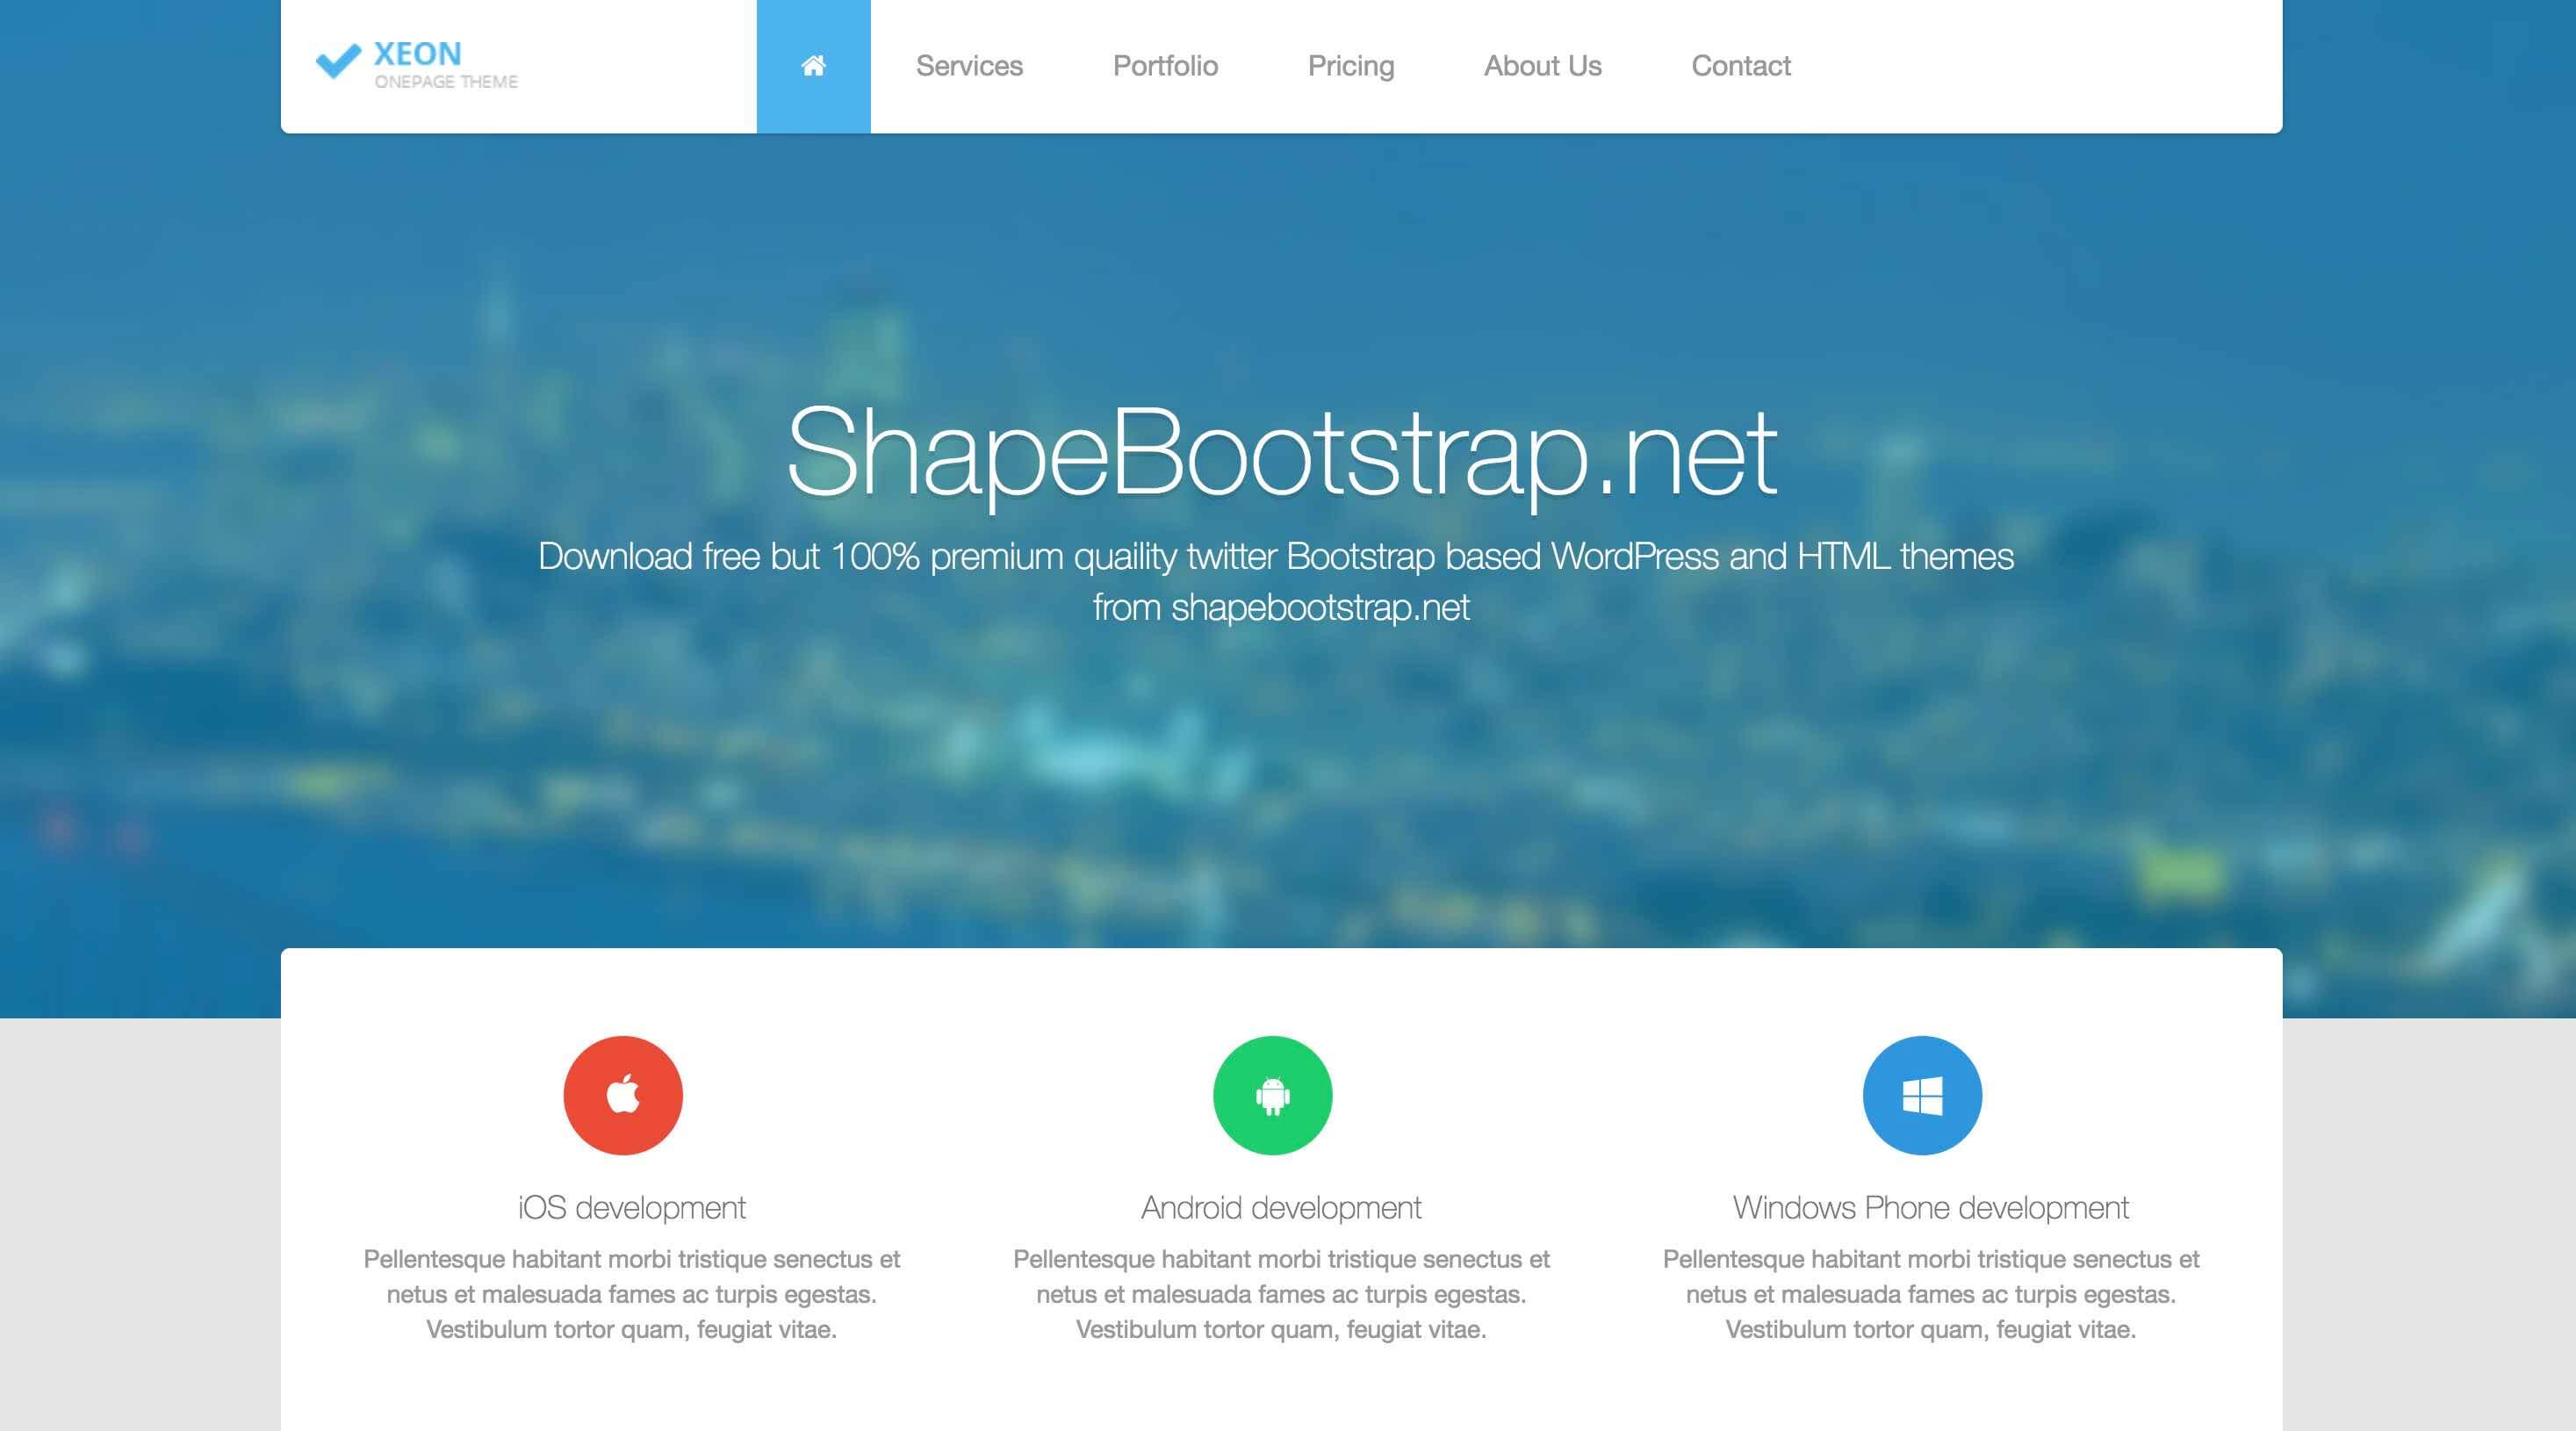 XEON
ONEPAGE THEME
Services
Portfolio
Pricing
About Us
Contact
ShapeBootstrap.net
Download free but 100% premium quaility twitter Bootstrap based WordPress and HTML themes
from shapebootstrap.net
iOS development
Pellentesque habitant morbi tristique senectus et
netus et malesuada fames ac turpis egestas.
Vestibulum tortor quam, feugiat vitae.
Android development
Pellentesque habitant morbi tristique senectus et
netus et malesuada fames ac turpis egestas.
Vestibulum tortor quam, feugiat vitae.
Windows Phone development
Pellentesque habitant morbi tristique senectus et
netus et malesuada fames ac turpis egestas.
Vestibulum tortor quam, feugiat vitae.